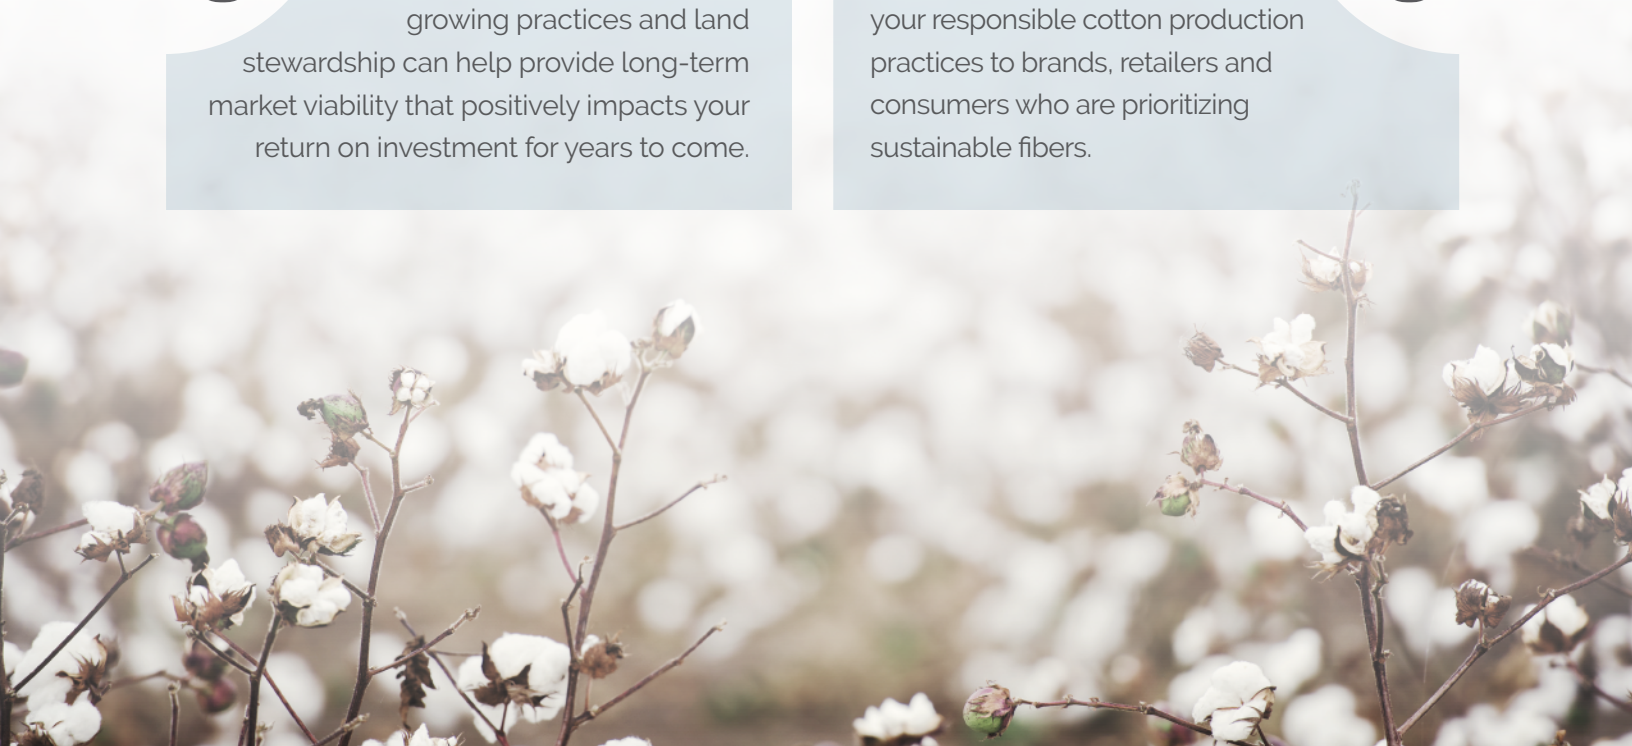 growing practices and land
stewardship can help provide long-term
market viability that positively impacts your
return on investment for years to come.
your responsible cotton production
practices to brands, retailers and
consumers who are prioritizing
sustainable fibers.